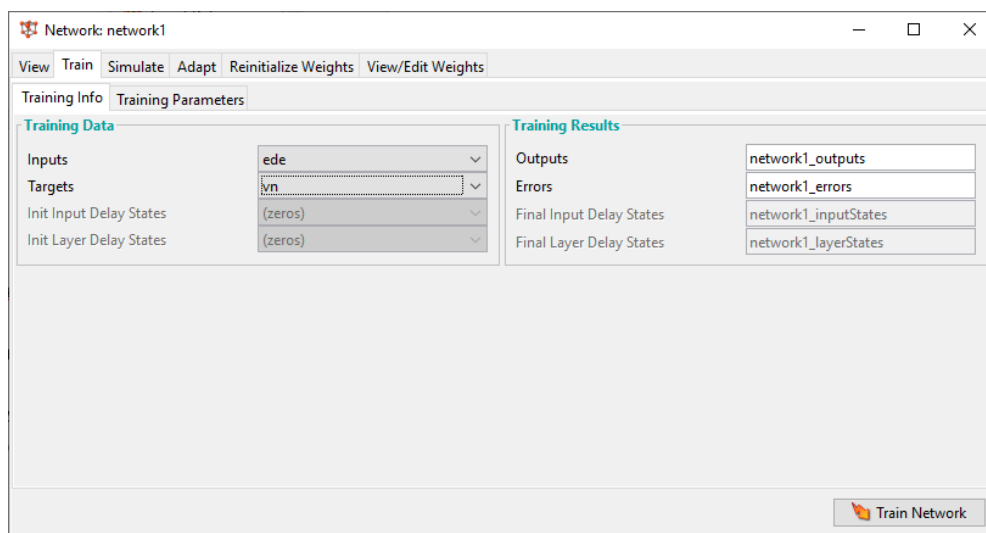 Network: network1
View Train Simulate Adapt Reinitialize Weights View/Edit Weights
Training Info Training Parameters
Training Data
Inputs ede
Targets vn
Init Input Delay States (zeros)
Init Layer Delay States (zeros)
Training Results
Outputs network1_outputs
Errors network1_errors
Final Input Delay States network1_inputStates
Final Layer Delay States network1_layerStates
Train Network